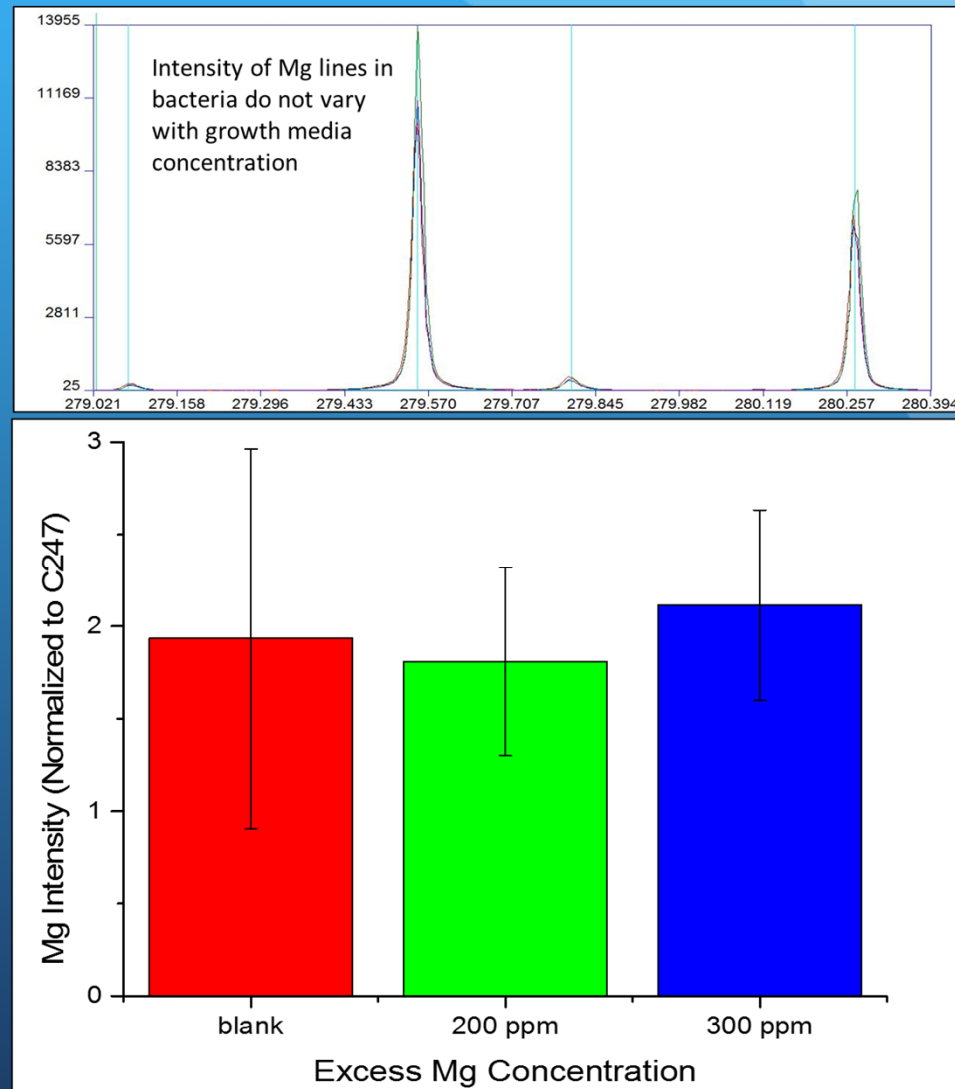 13955
Intensity of Mg lines in
bacteria do not vary
with growth media
concentration
11169
8383
5597
2811
25
279.021 279.158 279.296 279.433 279.570 279.707 279.845 279.982 280.119 280.257 280.394
Mg Intensity (Normalized to C247)
3
2
1
0
blank 200 ppm 300 ppm
Excess Mg Concentration